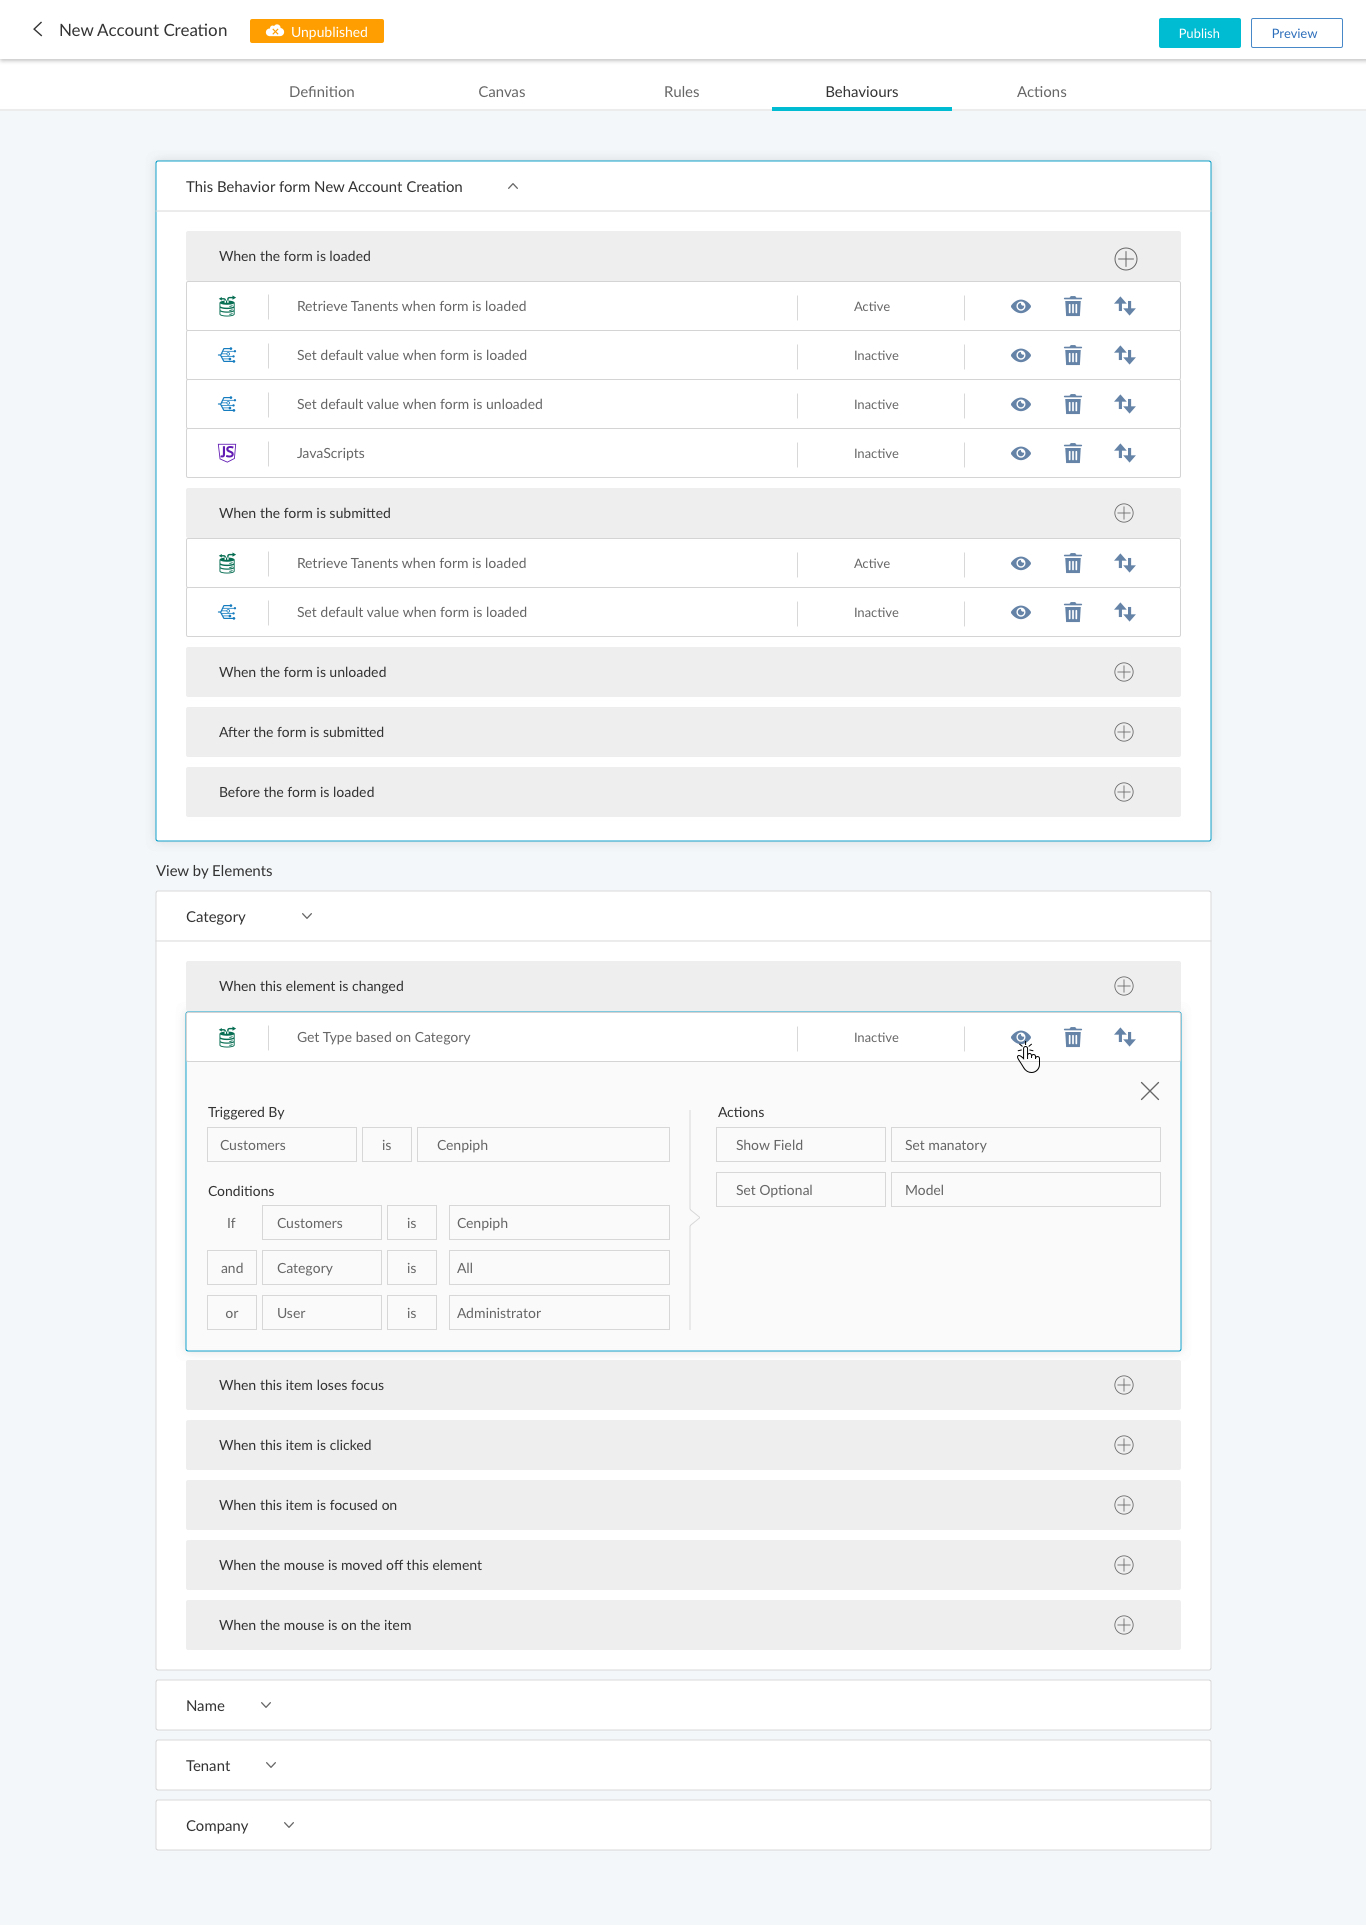 New Account Creation Unpublished Publish Preview
Definition Canvas Rules Behaviours Actions
This Behavior form New Account Creation
When the form is loaded
Retrieve Tanents when form is loaded Active
Set default value when form is loaded Inactive
Set default value when form is unloaded Inactive
JS JavaScripts Inactive
When the form is submitted
Retrieve Tanents when form is loaded Active
Set default value when form is loaded Inactive
When the form is unloaded
After the form is submitted
Before the form is loaded
View by Elements
Category
When this element is changed
Get Type based on Category Inactive
Triggered By
Customers is Cenpiph
Conditions
If Customers is Cenpiph
and Category is All
or User is Administrator
Actions
Show Field Set manatory
Set Optional Model
When this item loses focus
When this item is clicked
When this item is focused on
When the mouse is moved off this element
When the mouse is on the item
Name
Tenant
Company